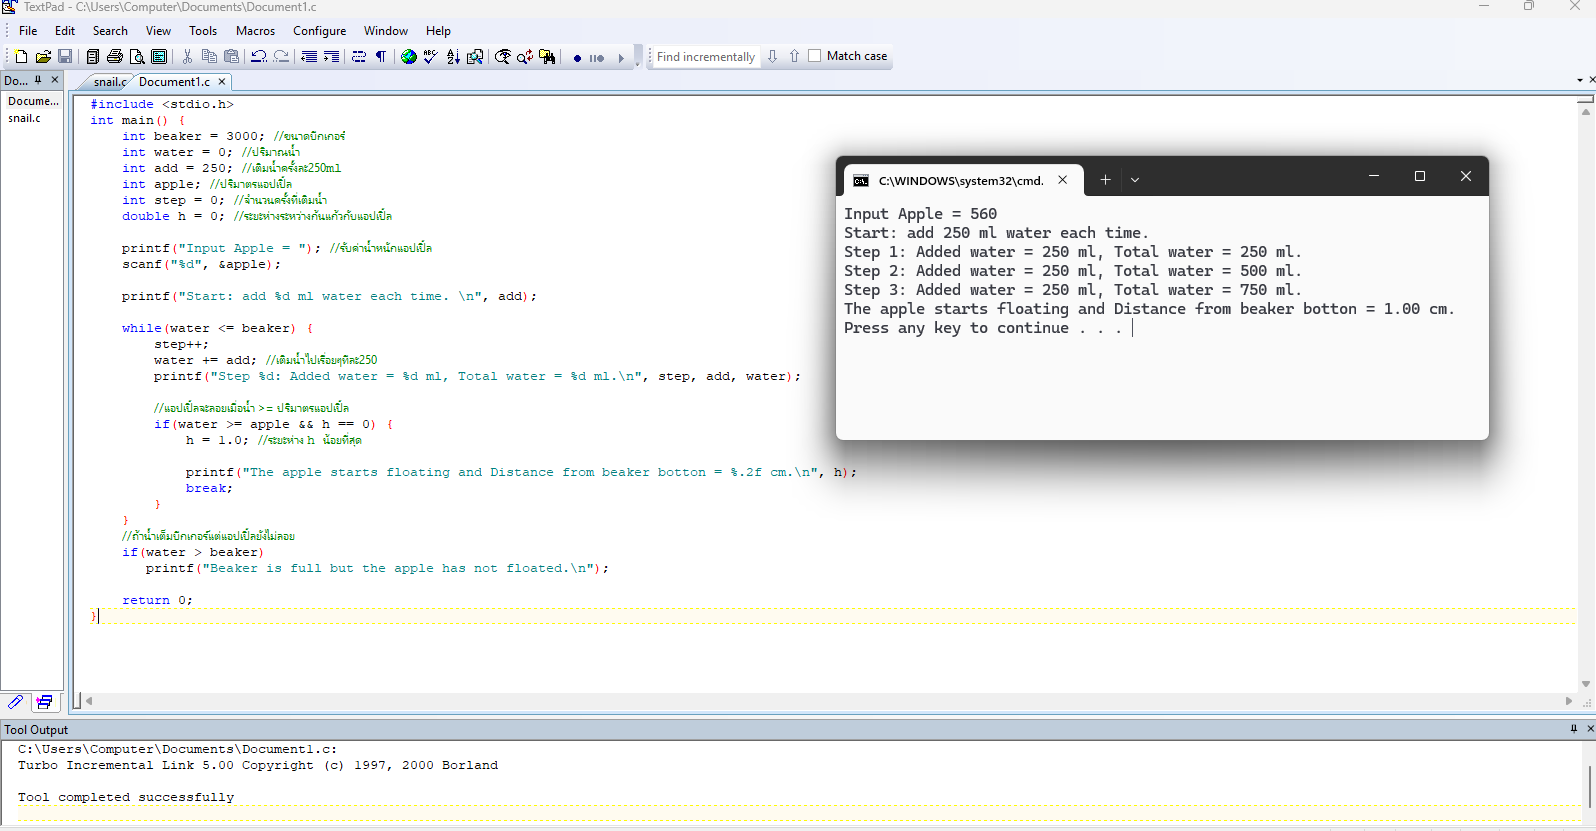 TextPad - C:\Users\Computer\Documents\Document1.c
File Edit Search View Tools Macros Configure Window Help
Find incrementally Match case
Do...
snail.c Document1.c
Docume...
snail.c
#include <stdio.h>
int main() {
int beaker = 3000; //ขนาดบีกเกอร์
int water = 0; //ปริมาณน้ำ
int add = 250; //เติมน้ำครั้งละ250ml
int apple; //ปริมาตรแอปเปิ้ล
int step = 0; //จำนวนครั้งที่เติมน้ำ
double h = 0; //ระยะห่างระหว่างก้นแก้วกับแอปเปิ้ล
printf("Input Apple = "); //รับค่าน้ำหนักแอปเปิ้ล
scanf("%d", &apple);
printf("Start: add %d ml water each time. \n", add);
while(water <= beaker) {
step++;
water += add; //เติมน้ำไปเรื่อยๆทีละ250
printf("Step %d: Added water = %d ml, Total water = %d ml.\n", step, add, water);
//แอปเปิ้ลจะลอยเมื่อน้ำ >= ปริมาตรแอปเปิ้ล
if(water >= apple && h == 0) {
h = 1.0; //ระยะห่าง h น้อยที่สุด
printf("The apple starts floating and Distance from beaker botton = %.2f cm.\n", h);
break;
}
}
//ถ้าน้ำเต็มบีกเกอร์แต่แอปเปิ้ลยังไม่ลอย
if(water > beaker)
printf("Beaker is full but the apple has not floated.\n");
return 0;
}
C:\WINDOWS\system32\cmd.
Input Apple = 560
Start: add 250 ml water each time.
Step 1: Added water = 250 ml, Total water = 250 ml.
Step 2: Added water = 250 ml, Total water = 500 ml.
Step 3: Added water = 250 ml, Total water = 750 ml.
The apple starts floating and Distance from beaker botton = 1.00 cm.
Press any key to continue . . .
Tool Output
C:\Users\Computer\Documents\Document1.c:
Turbo Incremental Link 5.00 Copyright (c) 1997, 2000 Borland
Tool completed successfully